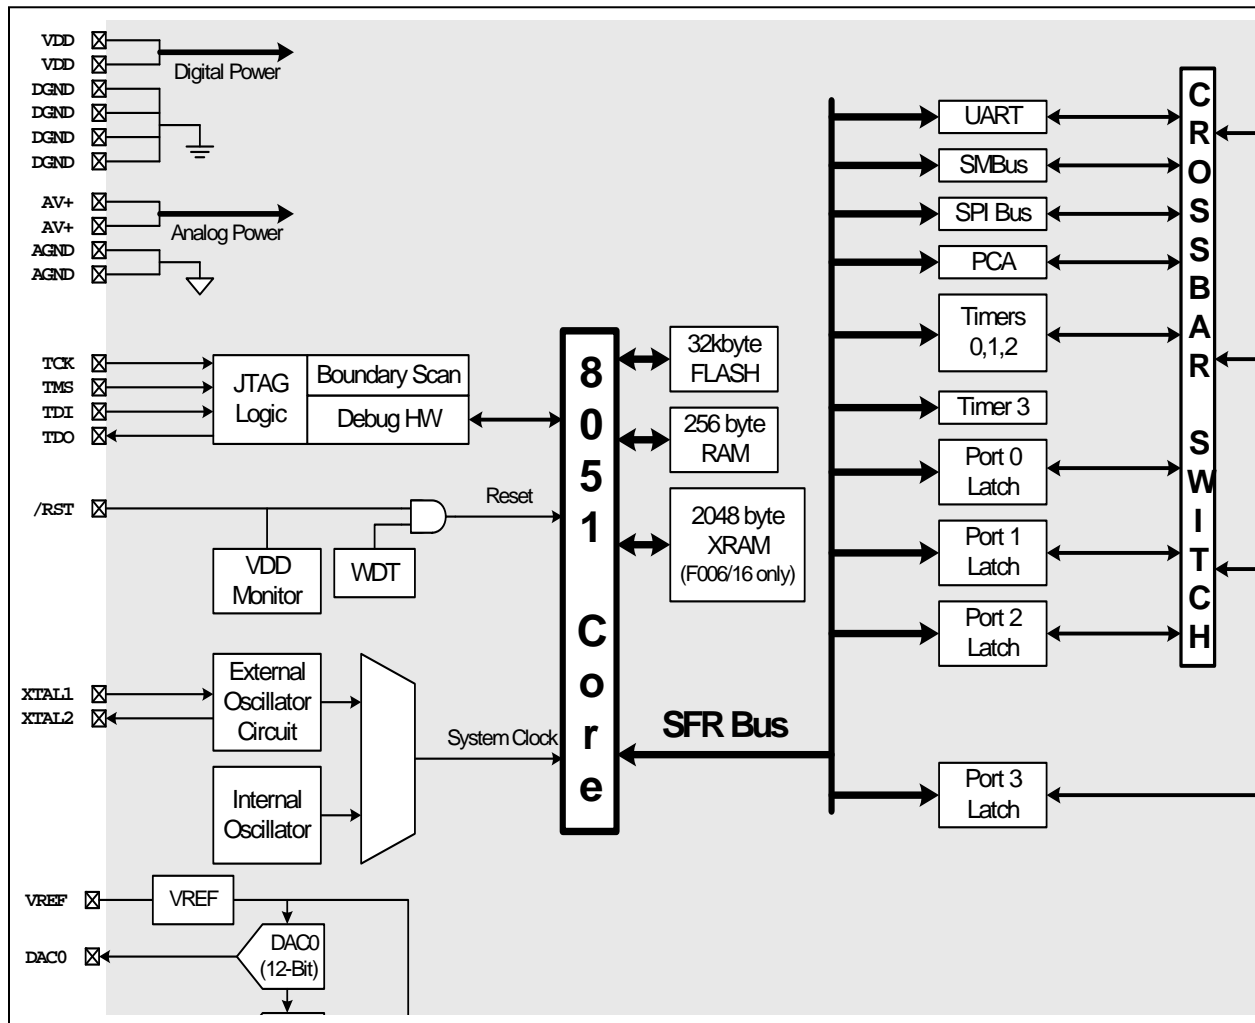 VDD
VDD
Digital Power
DGND
DGND
DGND
DGND
AV+
AV+
Analog Power
AGND
AGND
TCK
TMS
TDI
TDO
JTAG
Logic
Boundary Scan
Debug HW
/RST
Reset
VDD
Monitor
WDT
XTAL1
XTAL2
External
Oscillator
Circuit
Internal
Oscillator
System Clock
VREF
VREF
DAC0
DAC0
(12-Bit)
8051 Core
32kbyte
FLASH
256 byte
RAM
2048 byte
XRAM
(F006/16 only)
SFR Bus
UART
SMBus
SPI Bus
PCA
Timers
0,1,2
Timer 3
Port 0
Latch
Port 1
Latch
Port 2
Latch
Port 3
Latch
CROSSBAR SWITCH